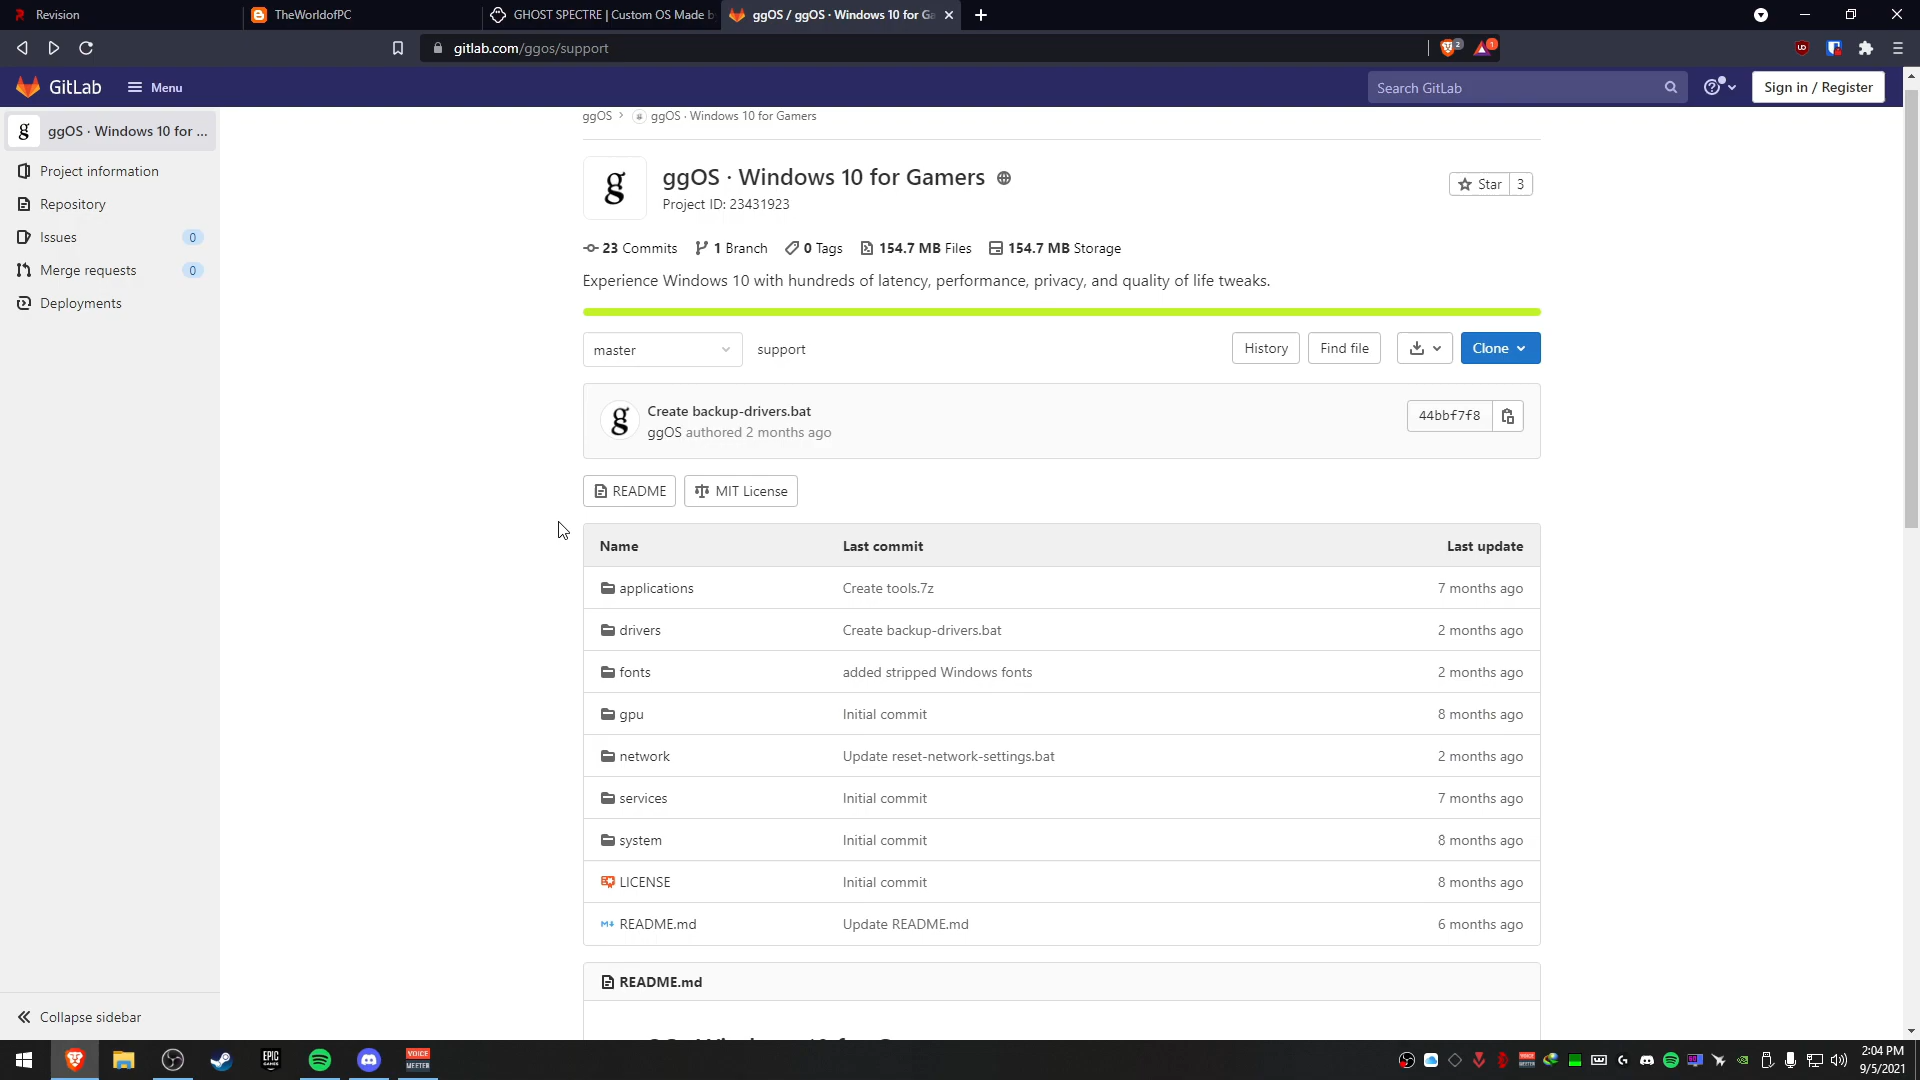 Revision
TheWorldofPC
GHOST SPECTRE | Custom OS Made b
ggOS / ggOS · Windows 10 for Ga
gitlab.com/ggos/support
2
1
GitLab
Menu
Search GitLab
Sign in / Register
g
ggOS · Windows 10 for ...
Project information
Repository
Issues
0
Merge requests
0
Deployments
Collapse sidebar
ggOS
ggOS · Windows 10 for Gamers
g
ggOS · Windows 10 for Gamers
Project ID: 23431923
Star
3
23 Commits
1 Branch
0 Tags
154.7 MB Files
154.7 MB Storage
Experience Windows 10 with hundreds of latency, performance, privacy, and quality of life tweaks.
master
support
History
Find file
Clone
g
Create backup-drivers.bat
ggOS authored 2 months ago
44bbf7f8
README
MIT License
Name
Last commit
Last update
applications
Create tools.7z
7 months ago
drivers
Create backup-drivers.bat
2 months ago
fonts
added stripped Windows fonts
2 months ago
gpu
Initial commit
8 months ago
network
Update reset-network-settings.bat
2 months ago
services
Initial commit
7 months ago
system
Initial commit
8 months ago
LICENSE
Initial commit
8 months ago
README.md
Update README.md
6 months ago
README.md
EPIC
GAMES
VOICE
MEETER
2:04 PM
9/5/2021